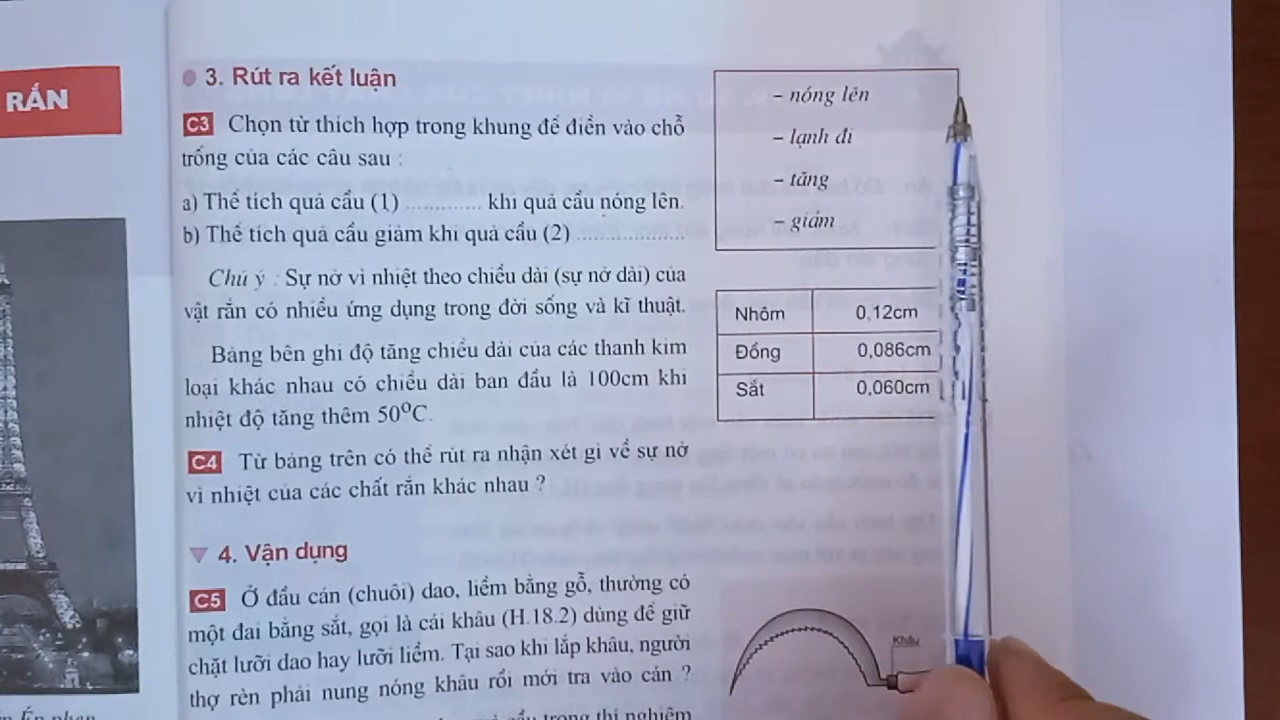 RẮN
3. Rút ra kết luận
C3 Chọn từ thích hợp trong khung để điền vào chỗ
trống của các câu sau :
a) Thể tích quả cầu (1) ............. khi quả cầu nóng lên.
b) Thể tích quả cầu giảm khi quả cầu (2) ..................
Chú ý : Sự nở vì nhiệt theo chiều dài (sự nở dài) của
vật rắn có nhiều ứng dụng trong đời sống và kĩ thuật.
Bảng bên ghi độ tăng chiều dài của các thanh kim
loại khác nhau có chiều dài ban đầu là 100cm khi
nhiệt độ tăng thêm 50°C.
C4 Từ bảng trên có thể rút ra nhận xét gì về sự nở
vì nhiệt của các chất rắn khác nhau ?
4. Vận dụng
C5 Ở đầu cán (chuôi) dao, liềm bằng gỗ, thường có
một đai bằng sắt, gọi là cái khâu (H.18.2) dùng để giữ
chặt lưỡi dao hay lưỡi liềm. Tại sao khi lắp khâu, người
thợ rèn phải nung nóng khâu rồi mới tra vào cán ?
trong thí nghiệm
– nóng lên
– lạnh đi
– tăng
– giảm
Nhôm 0,12cm
Đồng 0,086cm
Sắt 0,060cm
Khâu